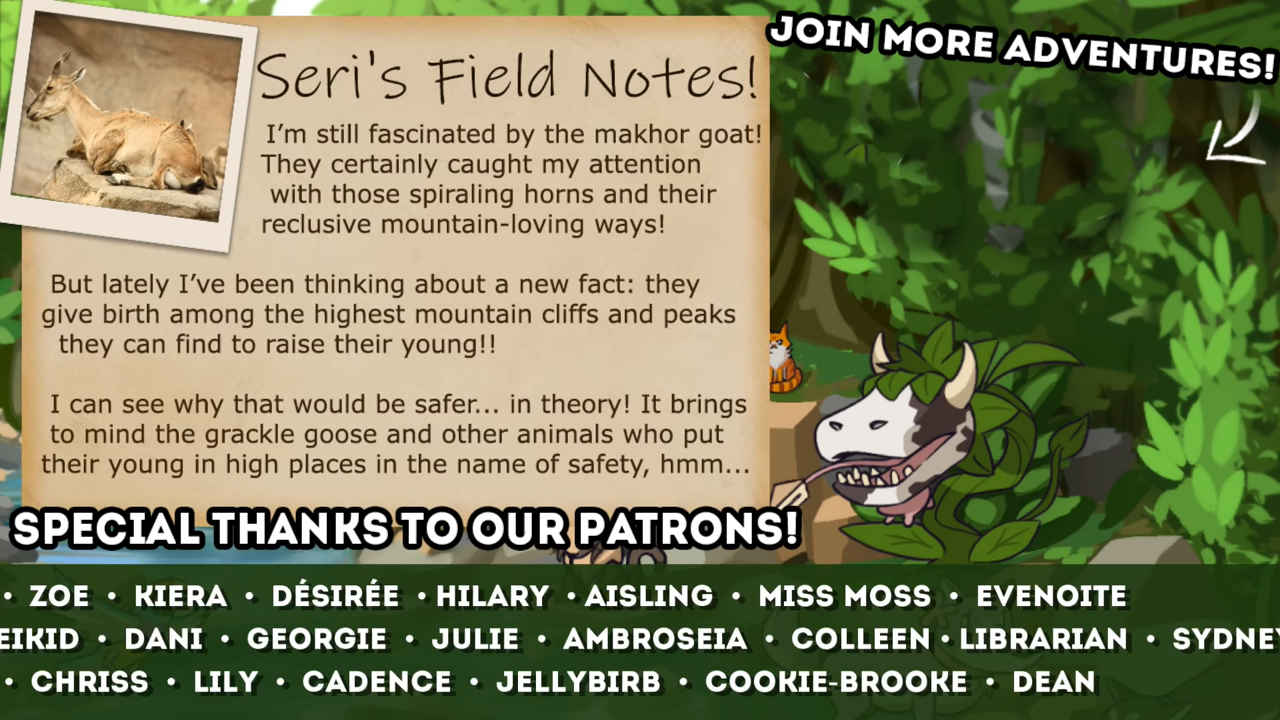 JOIN MORE ADVENTURES!
Seri's Field Notes!
I'm still fascinated by the makhor goat!
They certainly caught my attention
with those spiraling horns and their
reclusive mountain-loving ways!
But lately I've been thinking about a new fact: they
give birth among the highest mountain cliffs and peaks
they can find to raise their young!!
I can see why that would be safer... in theory! It brings
to mind the grackle goose and other animals who put
their young in high places in the name of safety, hmm...
SPECIAL THANKS TO OUR PATRONS!
• ZOE • KIERA • DÉSIRÉE • HILARY • AISLING • MISS MOSS • EVENOITE
EIKID • DANI • GEORGIE • JULIE • AMBROSEIA • COLLEEN • LIBRARIAN • SYDNEY
• CHRISS • LILY • CADENCE • JELLYBIRB • COOKIE-BROOKE • DEAN